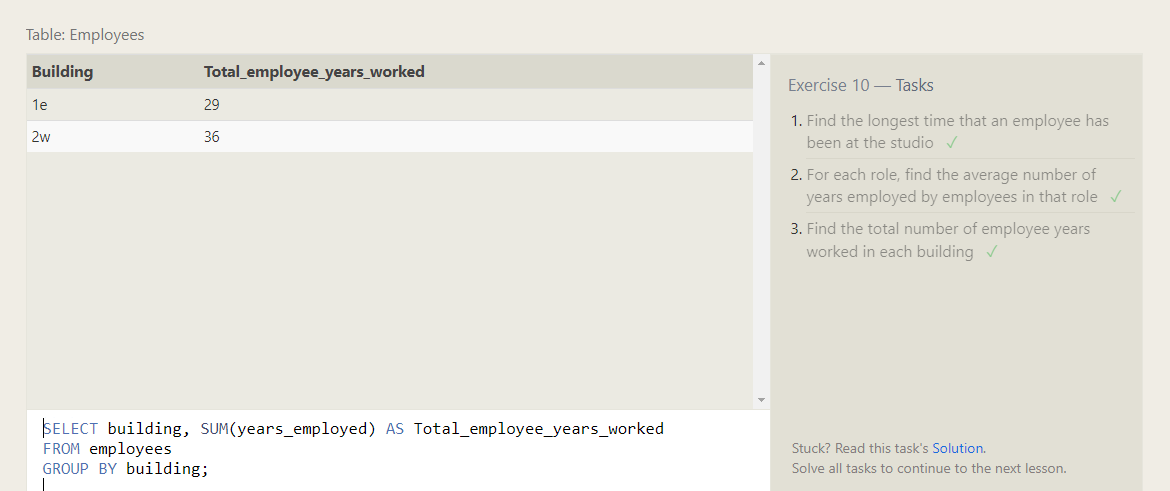 Table: Employees
Building Total_employee_years_worked
1e 29
2w 36
SELECT building, SUM(years_employed) AS Total_employee_years_worked
FROM employees
GROUP BY building;
Exercise 10 — Tasks
1. Find the longest time that an employee has
been at the studio ✓
2. For each role, find the average number of
years employed by employees in that role ✓
3. Find the total number of employee years
worked in each building ✓
Stuck? Read this task's Solution.
Solve all tasks to continue to the next lesson.